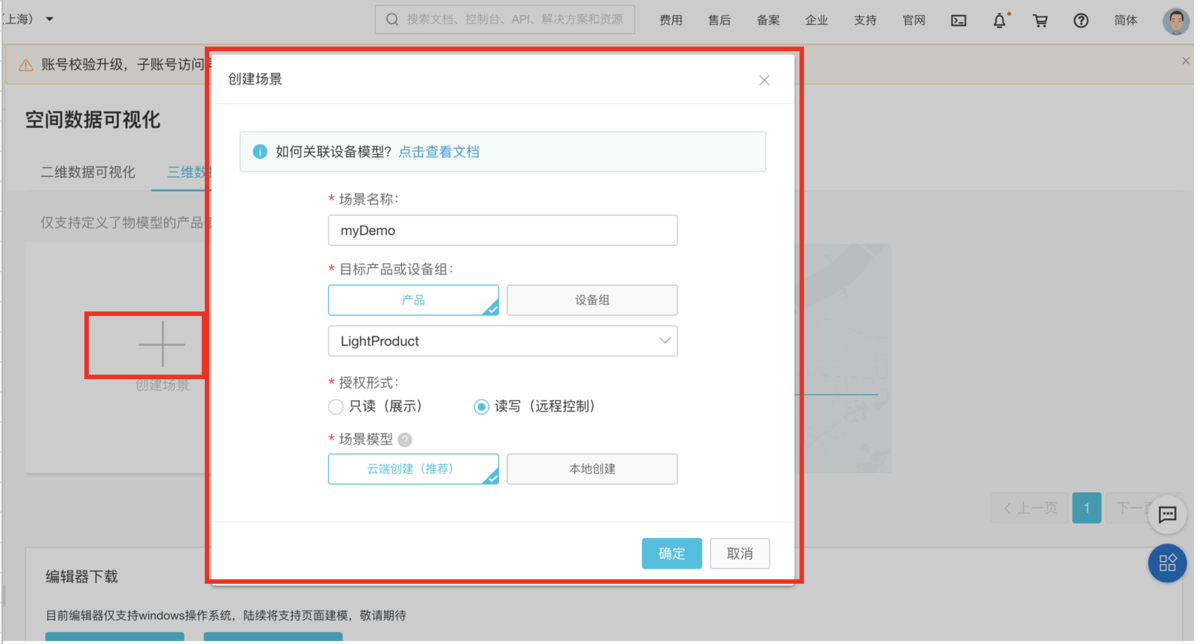 上海）
搜索文档、控制台、API、解决方案和资源
费用 售后 备案 企业 支持 官网 简体
账号校验升级，子账号访问
空间数据可视化
二维数据可视化 三维数
仅支持定义了物模型的产品
创建场景
创建场景
如何关联设备模型？ 点击查看文档
* 场景名称：
myDemo
* 目标产品或设备组：
产品 设备组
LightProduct
* 授权形式：
只读（展示） 读写（远程控制）
* 场景模型 ?
云端创建（推荐） 本地创建
确定 取消
上一页 1 下一页
编辑器下载
目前编辑器仅支持windows操作系统，陆续将支持页面建模，敬请期待